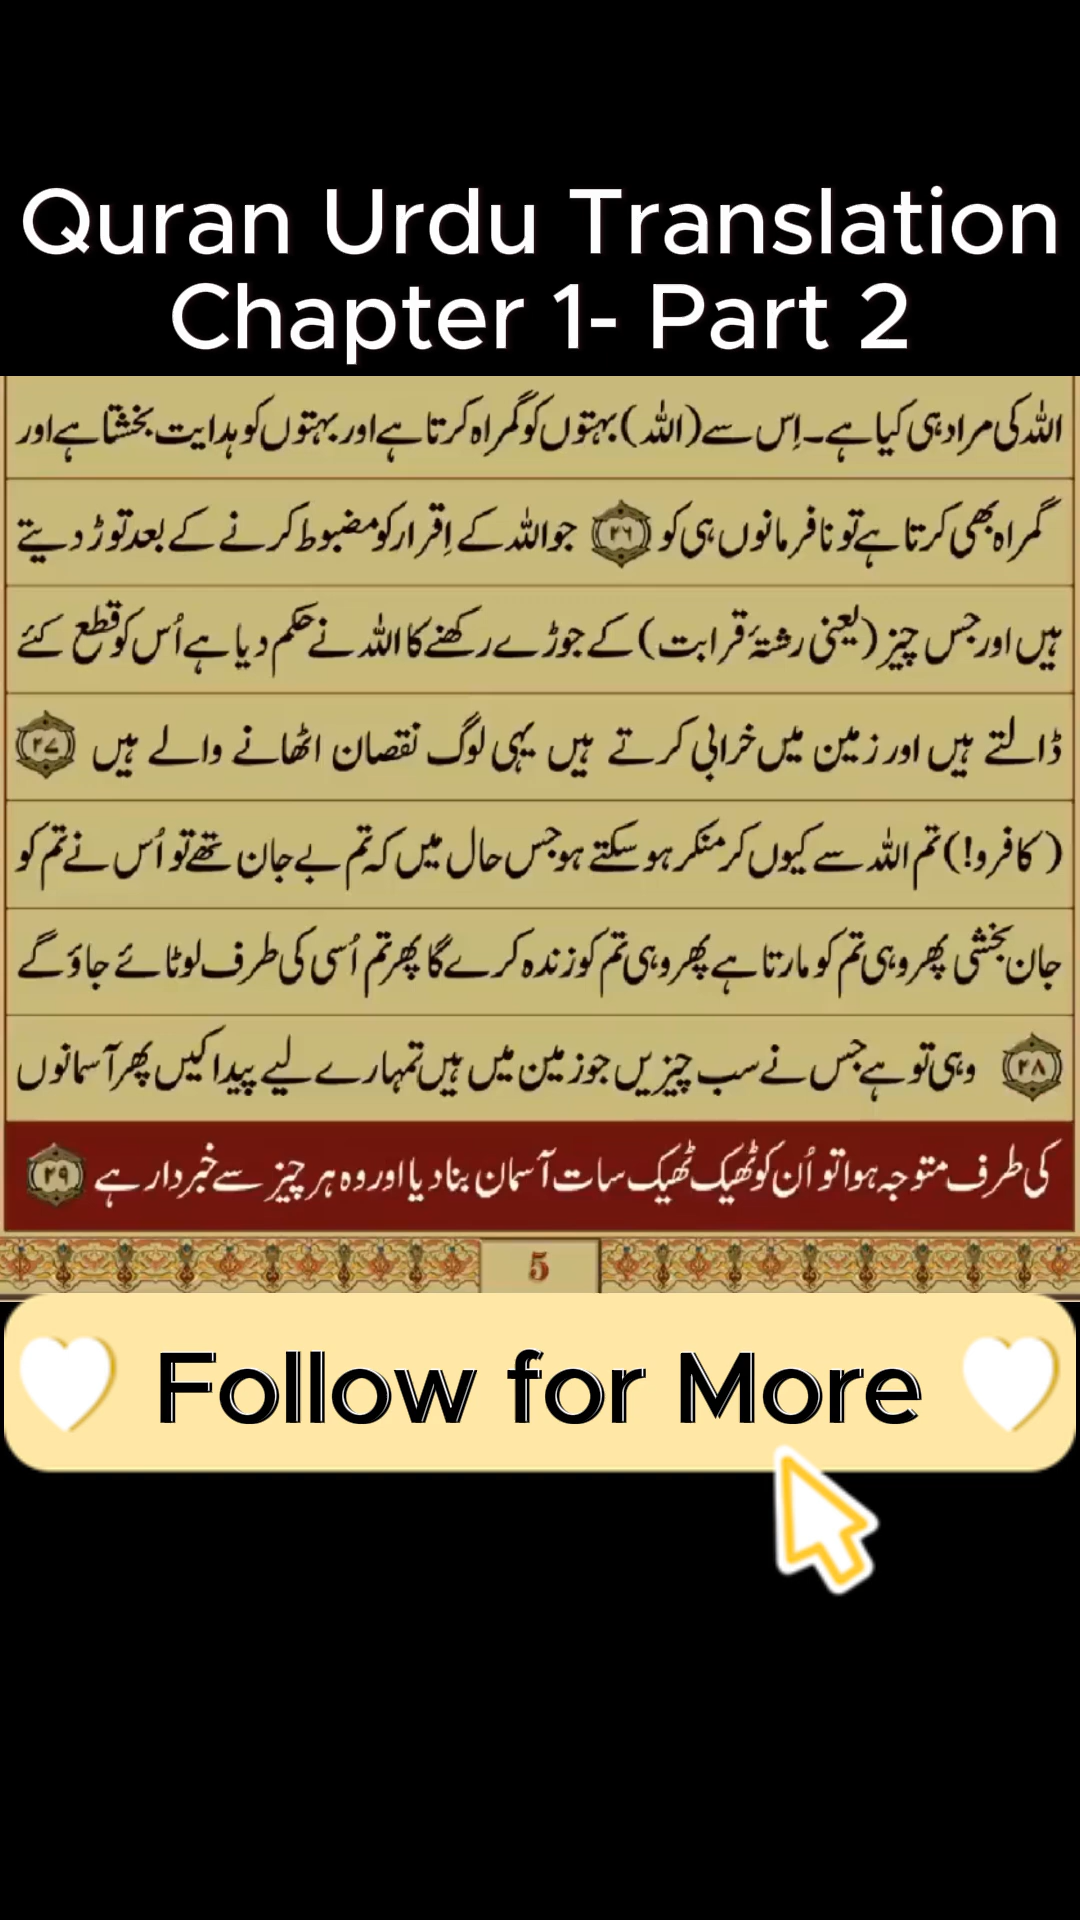 Quran Urdu Translation
Chapter 1- Part 2
اللہ کی مراد ہی کیا ہے۔ اِس سے (اللہ) بہتوں کو گمراہ کرتا ہے اور بہتوں کو ہدایت بخشتا ہے اور
گمراہ بھی کرتا ہے تو نافرمانوں ہی کو ۲۶ جو اللہ کے اِقرار کو مضبوط کرنے کے بعد توڑ دیتے
ہیں اور جس چیز (یعنی رشتۂ قرابت) کے جوڑے رکھنے کا اللہ نے حکم دیا ہے اُس کو قطع کئے
ڈالتے ہیں اور زمین میں خرابی کرتے ہیں یہی لوگ نقصان اٹھانے والے ہیں ۲۷
(کافرو!) تم اللہ سے کیوں کر منکر ہو سکتے ہو جس حال میں کہ تم بے جان تھے تو اُس نے تم کو
جان بخشی پھر وہی تم کو مارتا ہے پھر وہی تم کو زندہ کرے گا پھر تم اُسی کی طرف لوٹائے جاؤ گے
۲۸ وہی تو ہے جس نے سب چیزیں جو زمین میں ہیں تمہارے لیے پیدا کیں پھر آسمانوں
کی طرف متوجہ ہوا تو اُن کو ٹھیک ٹھیک سات آسمان بنا دیا اور وہ ہر چیز سے خبردار ہے ۲۹
5
Follow for More